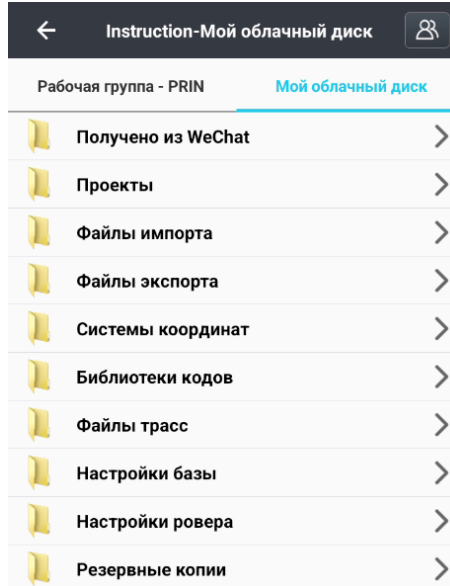 Instruction-Мой облачный диск
Рабочая группа - PRIN Мой облачный диск
Получено из WeChat
Проекты
Файлы импорта
Файлы экспорта
Системы координат
Библиотеки кодов
Файлы трасс
Настройки базы
Настройки ровера
Резервные копии